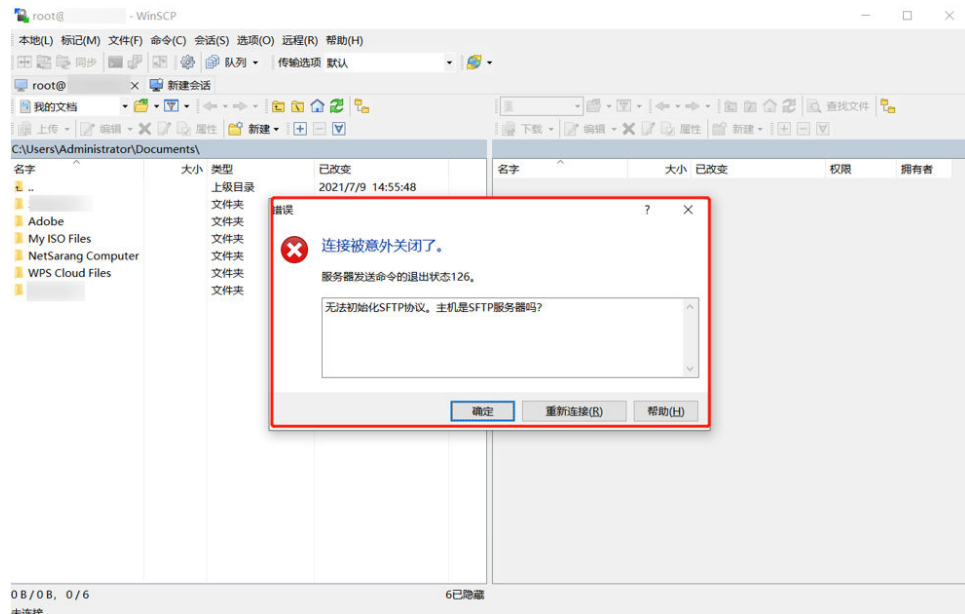 root@ - WinSCP
本地(L) 标记(M) 文件(F) 命令(C) 会话(S) 选项(O) 远程(R) 帮助(H)
同步 队列 传输选项 默认
root@ 新建会话
我的文档 查找文件
上传 编辑 属性 新建 下载 编辑 属性 新建
C:\Users\Administrator\Documents\
名字 大小 类型 已改变 名字 大小 已改变 权限 拥有者
.. 上级目录 2021/7/9 14:55:48
文件夹
Adobe 文件夹
My ISO Files 文件夹
NetSarang Computer 文件夹
WPS Cloud Files 文件夹
文件夹
错误 ?
连接被意外关闭了。
服务器发送命令的退出状态126。
无法初始化SFTP协议。主机是SFTP服务器吗?
确定 重新连接(R) 帮助(H)
0 B / 0 B, 0 / 6 6已隐藏
未连接